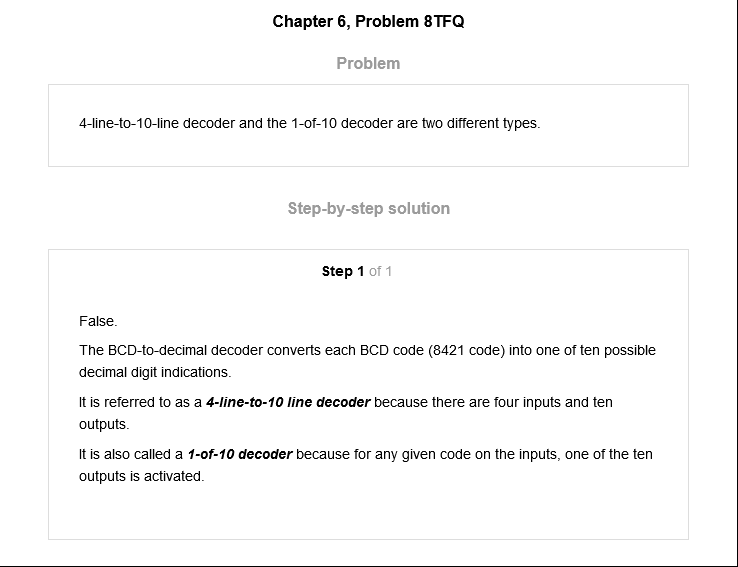 Chapter 6, Problem 8TFQ
Problem
4-line-to-10-line decoder and the 1-of-10 decoder are two different types.
Step-by-step solution
Step 1 of 1
False.
The BCD-to-decimal decoder converts each BCD code (8421 code) into one of ten possible
decimal digit indications.
It is referred to as a 4-line-to-10 line decoder because there are four inputs and ten
outputs.
It is also called a 1-of-10 decoder because for any given code on the inputs, one of the ten
outputs is activated.